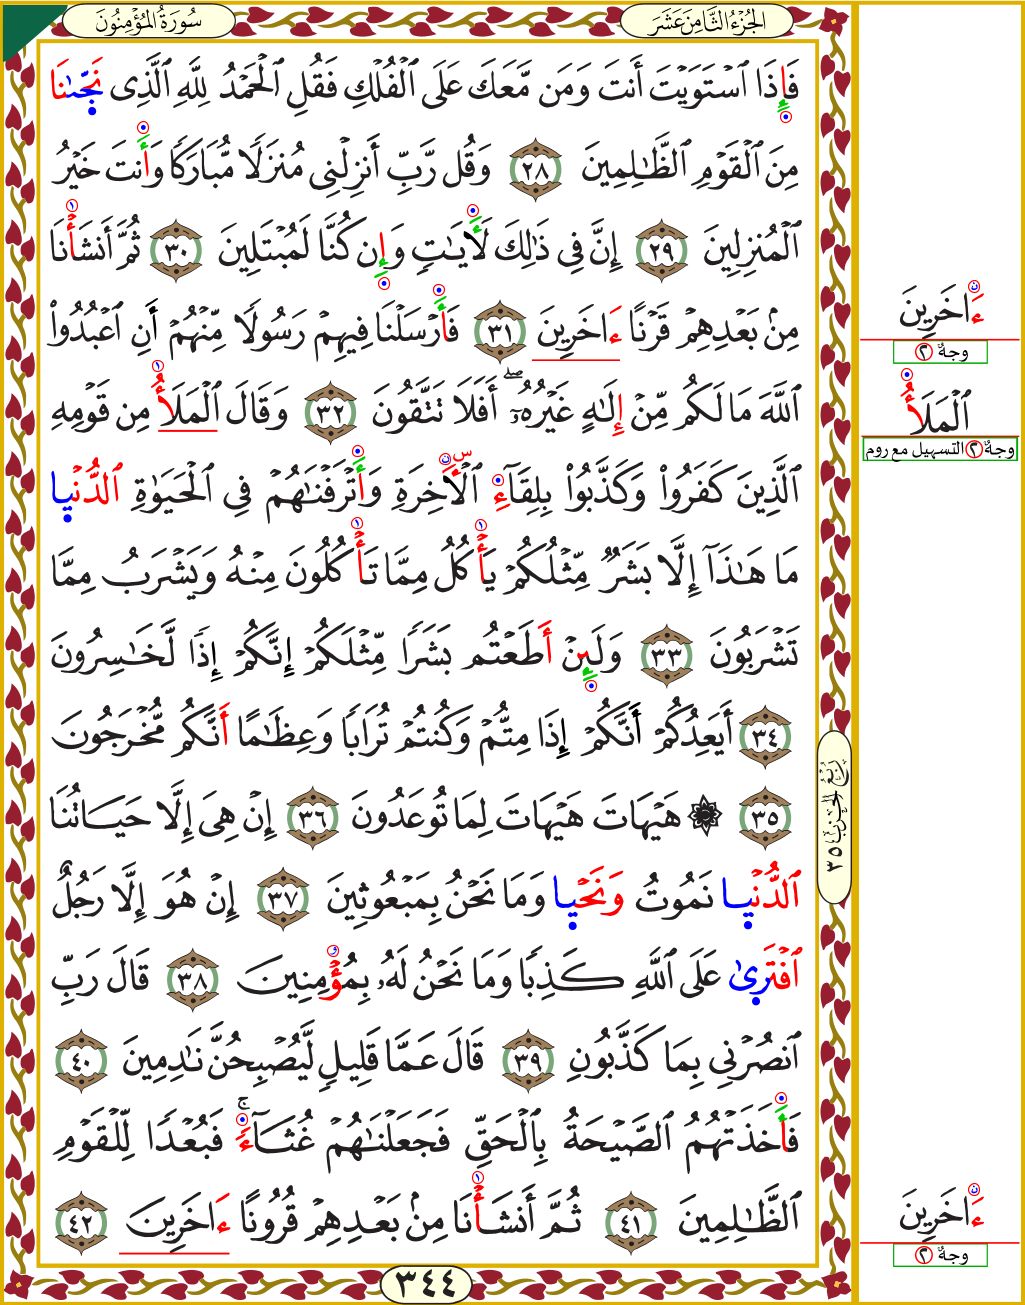 سُورَةُ المُؤْمِنُونَ
الجُزْءُ الثَّامِنَ عَشَرَ
فَإِذَا ٱسْتَوَيْتَ أَنتَ وَمَن مَّعَكَ عَلَى ٱلْفُلْكِ فَقُلِ ٱلْحَمْدُ لِلَّهِ ٱلَّذِى نَجَّىٰنَا
مِنَ ٱلْقَوْمِ ٱلظَّٰلِمِينَ ٢٨ وَقُل رَّبِّ أَنزِلْنِى مُنزَلًا مُّبَارَكًا وَأَنتَ خَيْرُ
ٱلْمُنزِلِينَ ٢٩ إِنَّ فِى ذَٰلِكَ لَأَيَـٰتٍ وَإِن كُنَّا لَمُبْتَلِينَ ٣٠ ثُمَّ أَنشَأْنَا
مِنۢ بَعْدِهِمْ قَرْنًا ءَاخَرِينَ ٣١ فَأَرْسَلْنَا فِيهِمْ رَسُولًا مِّنْهُمْ أَنِ ٱعْبُدُوا۟
ٱللَّهَ مَا لَكُم مِّنْ إِلَـٰهٍ غَيْرُهُۥٓ ۖ أَفَلَا تَتَّقُونَ ٣٢ وَقَالَ ٱلْمَلَأُ مِن قَوْمِهِ
ٱلَّذِينَ كَفَرُوا۟ وَكَذَّبُوا۟ بِلِقَآءِ ٱلْأَخِرَةِ وَأَتْرَفْنَـٰهُمْ فِى ٱلْحَيَوٰةِ ٱلدُّنْيَا
مَا هَـٰذَآ إِلَّا بَشَرٌ مِّثْلُكُمْ يَأْكُلُ مِمَّا تَأْكُلُونَ مِنْهُ وَيَشْرَبُ مِمَّا
تَشْرَبُونَ ٣٣ وَلَئِنْ أَطَعْتُم بَشَرًا مِّثْلَكُمْ إِنَّكُمْ إِذًا لَّخَـٰسِرُونَ
٣٤ أَيَعِدُكُمْ أَنَّكُمْ إِذَا مِتُّمْ وَكُنتُمْ تُرَابًا وَعِظَـٰمًا أَنَّكُم مُّخْرَجُونَ
٣٥ ۞ هَيْهَاتَ هَيْهَاتَ لِمَا تُوعَدُونَ ٣٦ إِنْ هِىَ إِلَّا حَيَاتُنَا
ٱلدُّنْيَا نَمُوتُ وَنَحْيَا وَمَا نَحْنُ بِمَبْعُوثِينَ ٣٧ إِنْ هُوَ إِلَّا رَجُلٌ
ٱفْتَرَىٰ عَلَى ٱللَّهِ كَذِبًا وَمَا نَحْنُ لَهُۥ بِمُؤْمِنِينَ ٣٨ قَالَ رَبِّ
ٱنصُرْنِى بِمَا كَذَّبُونِ ٣٩ قَالَ عَمَّا قَلِيلٍ لَّيُصْبِحُنَّ نَـٰدِمِينَ ٤٠
فَأَخَذَتْهُمُ ٱلصَّيْحَةُ بِٱلْحَقِّ فَجَعَلْنَـٰهُمْ غُثَآءً ۚ فَبُعْدًا لِّلْقَوْمِ
ٱلظَّـٰلِمِينَ ٤١ ثُمَّ أَنشَأْنَا مِنۢ بَعْدِهِمْ قُرُونًا ءَاخَرِينَ ٤٢
٣٤٤
رُبْعُ الحِزْبِ ٣٥
ءَاخَرِينَ
وجهٌ ٢
ٱلْمَلَأُ
وجهٌ ٢ التسهيل مع روم
ءَاخَرِينَ
وجهٌ ٢